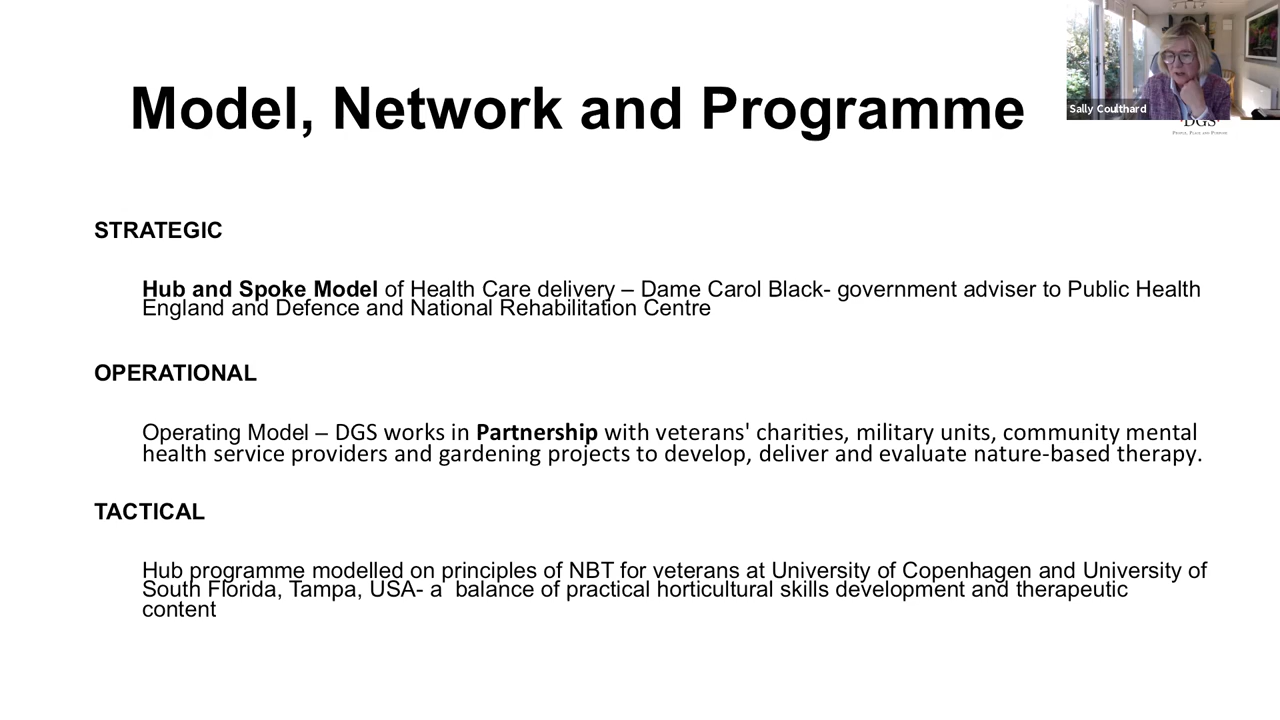 Model, Network and Programme
Sally Coulthard
DGS
People, Place and Purpose
STRATEGIC
Hub and Spoke Model of Health Care delivery – Dame Carol Black- government adviser to Public Health
England and Defence and National Rehabilitation Centre
OPERATIONAL
Operating Model – DGS works in Partnership with veterans' charities, military units, community mental
health service providers and gardening projects to develop, deliver and evaluate nature-based therapy.
TACTICAL
Hub programme modelled on principles of NBT for veterans at University of Copenhagen and University of
South Florida, Tampa, USA- a  balance of practical horticultural skills development and therapeutic
content